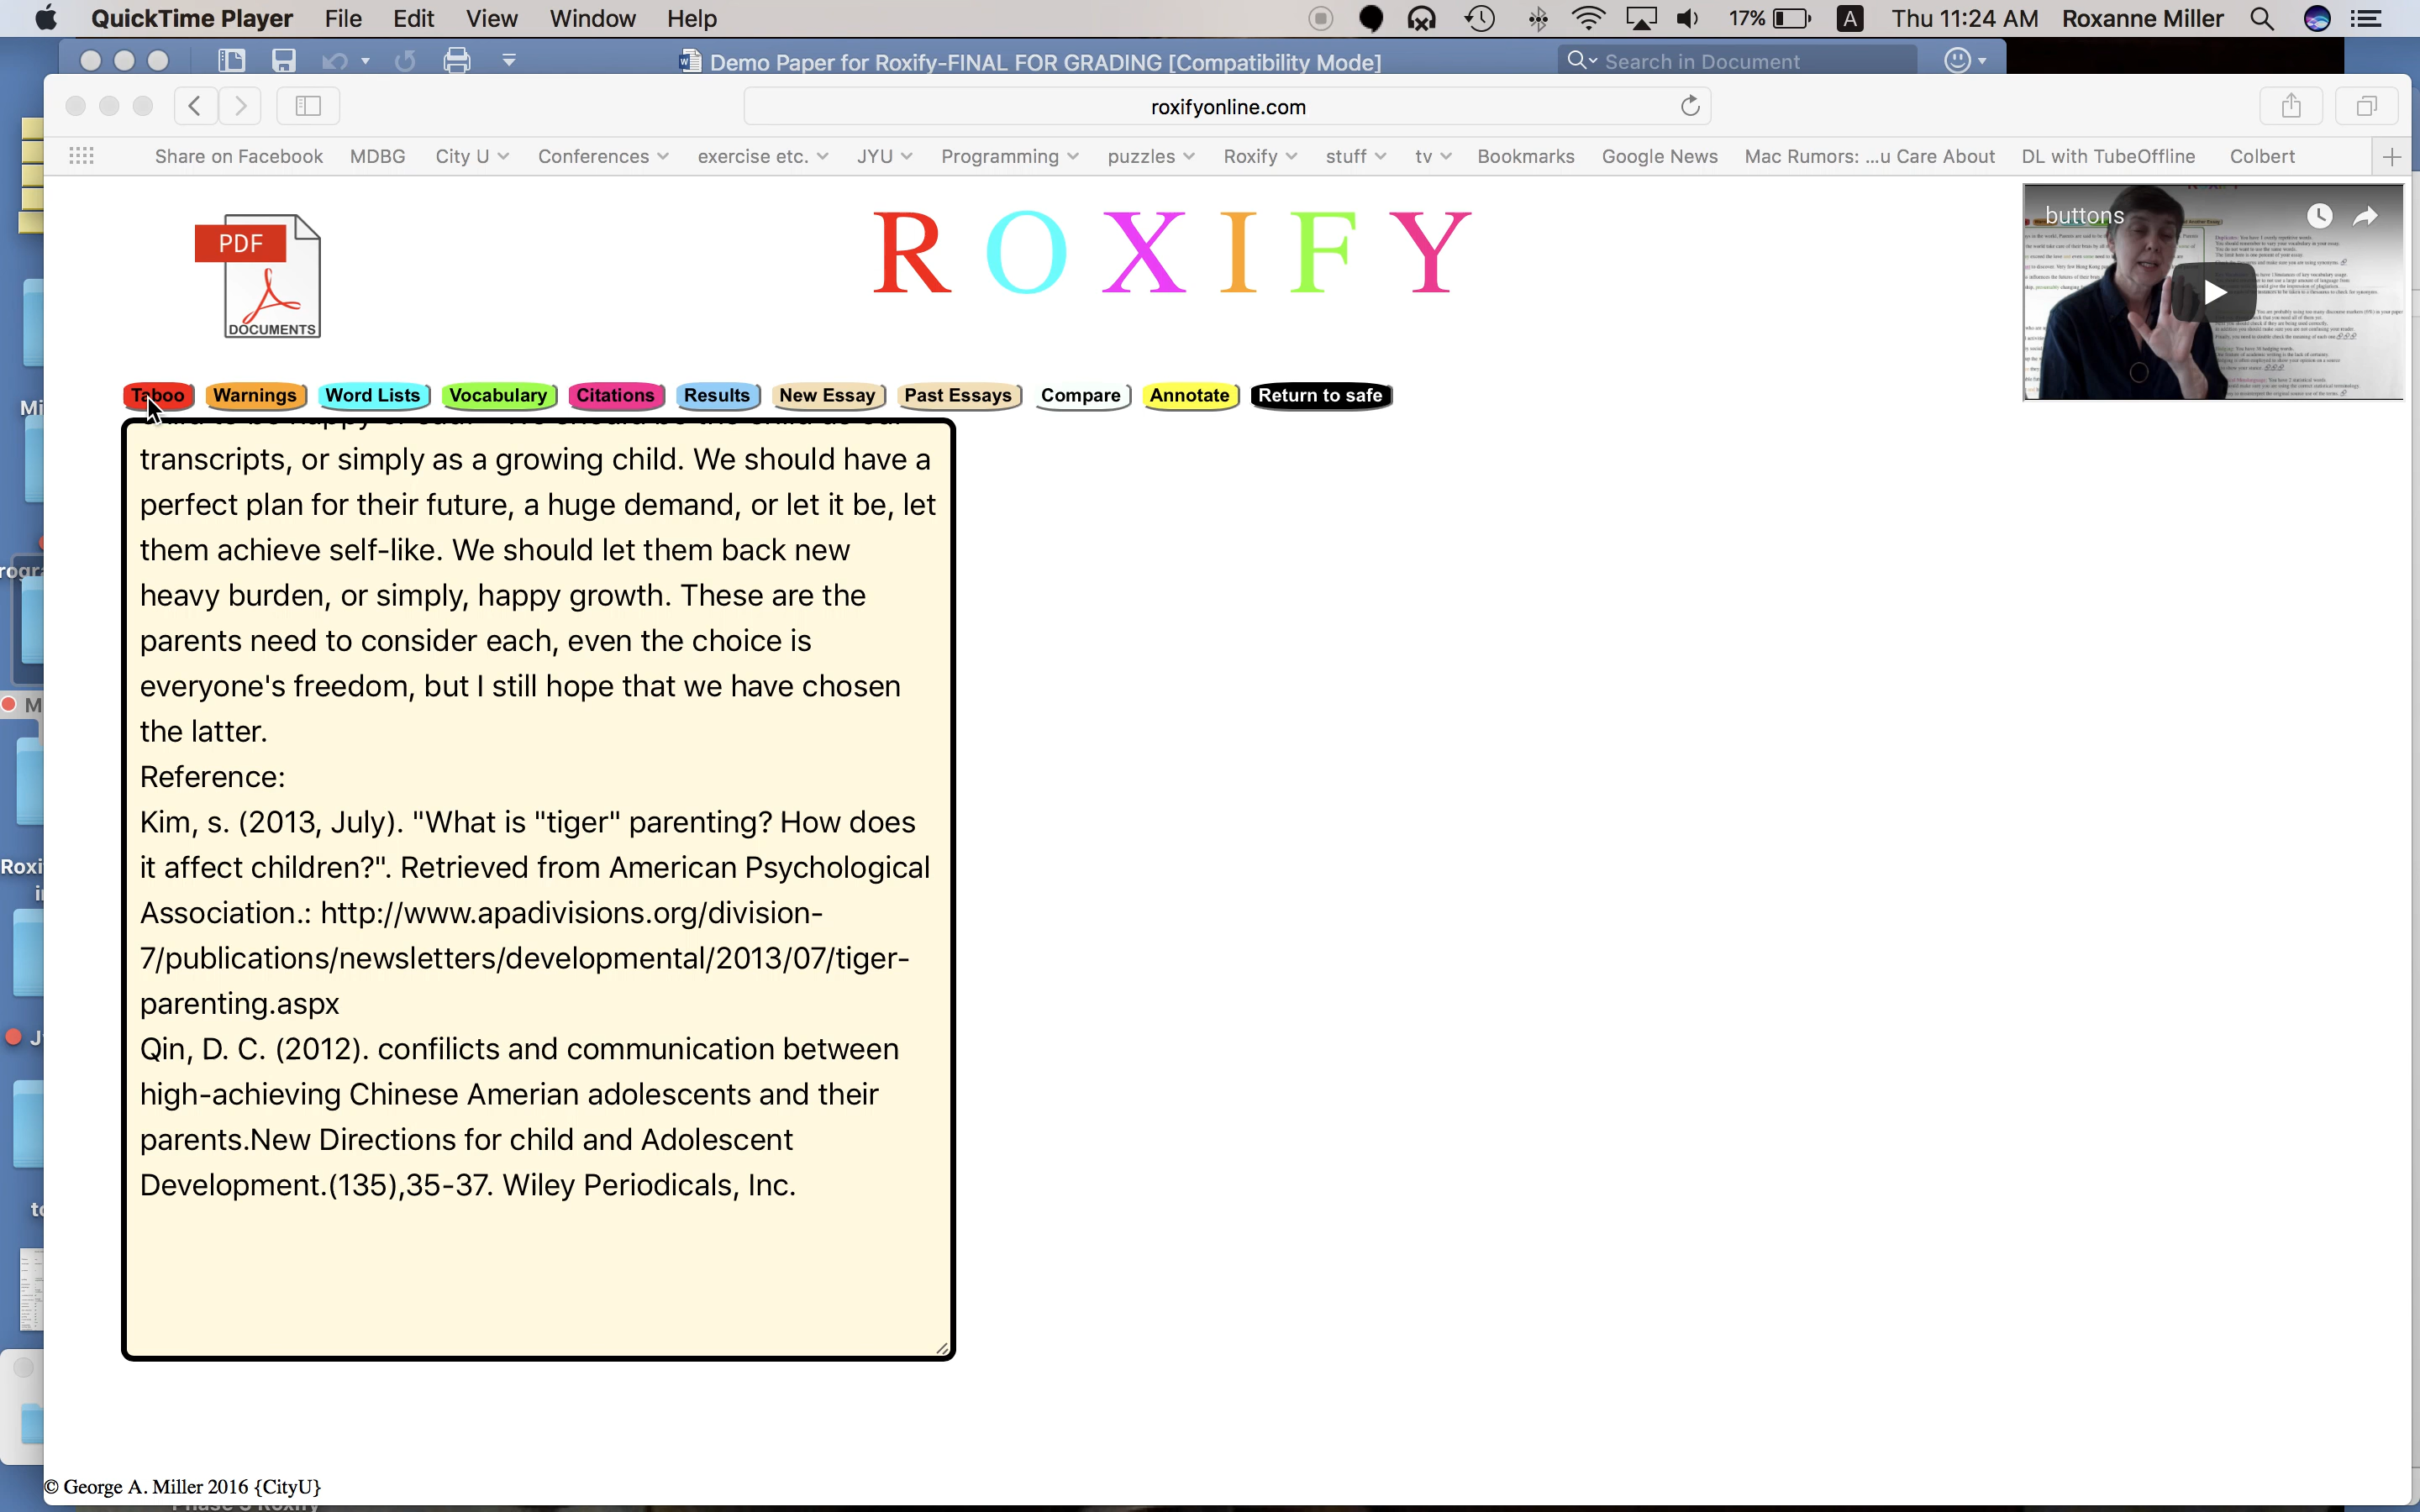 QuickTime Player File Edit View Window Help 17% A Thu 11:24 AM Roxanne Miller
Demo Paper for Roxify-FINAL FOR GRADING [Compatibility Mode] Search in Document
roxifyonline.com
Share on Facebook MDBG City U Conferences exercise etc. JYU Programming puzzles Roxify stuff tv Bookmarks Google News Mac Rumors: ...u Care About DL with TubeOffline Colbert
PDF
DOCUMENTS
ROXIFY
buttons
Taboo Warnings Word Lists Vocabulary Citations Results New Essay Past Essays Compare Annotate Return to safe
transcripts, or simply as a growing child. We should have a
perfect plan for their future, a huge demand, or let it be, let
them achieve self-like. We should let them back new
heavy burden, or simply, happy growth. These are the
parents need to consider each, even the choice is
everyone's freedom, but I still hope that we have chosen
the latter.
Reference:
Kim, s. (2013, July). "What is "tiger" parenting? How does
it affect children?". Retrieved from American Psychological
Association.: http://www.apadivisions.org/division-
7/publications/newsletters/developmental/2013/07/tiger-
parenting.aspx
Qin, D. C. (2012). confilicts and communication between
high-achieving Chinese Amerian adolescents and their
parents.New Directions for child and Adolescent
Development.(135),35-37. Wiley Periodicals, Inc.
© George A. Miller 2016 {CityU}